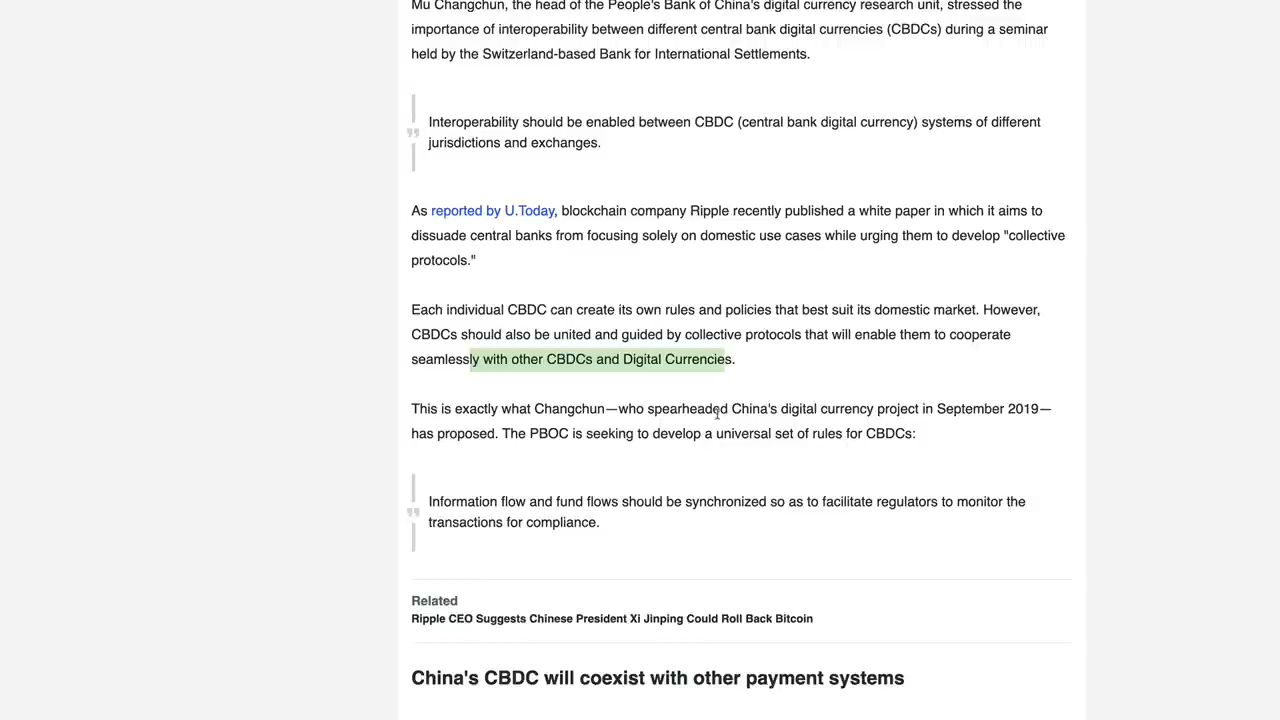 Mu Changchun, the head of the People's Bank of China's digital currency research unit, stressed the
importance of interoperability between different central bank digital currencies (CBDCs) during a seminar
held by the Switzerland-based Bank for International Settlements.
Interoperability should be enabled between CBDC (central bank digital currency) systems of different
jurisdictions and exchanges.
As reported by U.Today, blockchain company Ripple recently published a white paper in which it aims to
dissuade central banks from focusing solely on domestic use cases while urging them to develop "collective
protocols."
Each individual CBDC can create its own rules and policies that best suit its domestic market. However,
CBDCs should also be united and guided by collective protocols that will enable them to cooperate
seamlessly with other CBDCs and Digital Currencies.
This is exactly what Changchun—who spearheaded China's digital currency project in September 2019—
has proposed. The PBOC is seeking to develop a universal set of rules for CBDCs:
Information flow and fund flows should be synchronized so as to facilitate regulators to monitor the
transactions for compliance.
Related
Ripple CEO Suggests Chinese President Xi Jinping Could Roll Back Bitcoin
China's CBDC will coexist with other payment systems